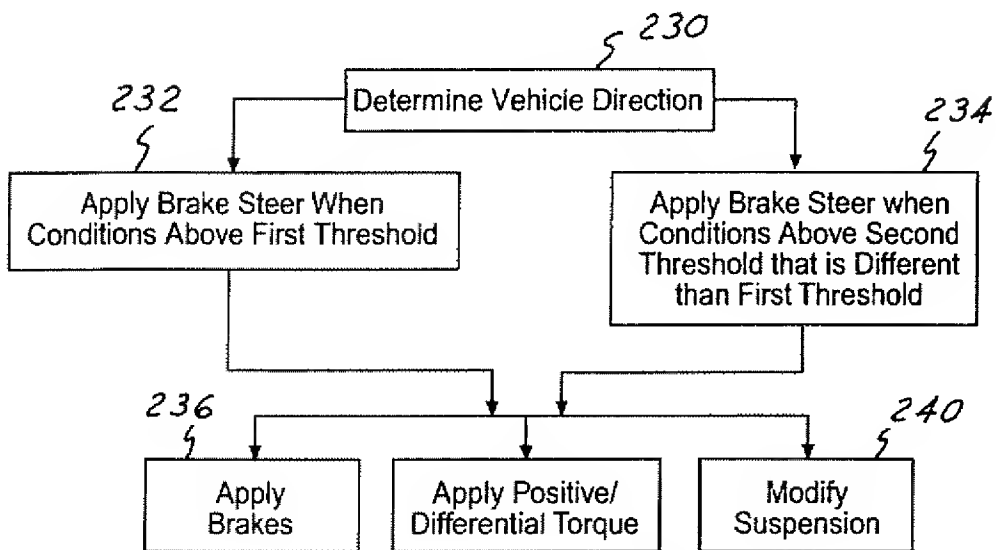 230
Determine Vehicle Direction
232
234
Apply Brake Steer When
Conditions Above First Threshold
Apply Brake Steer when
Conditions Above Second
Threshold that is Different
than First Threshold
236
240
Apply
Brakes
Apply Positive/
Differential Torque
Modify
Suspension